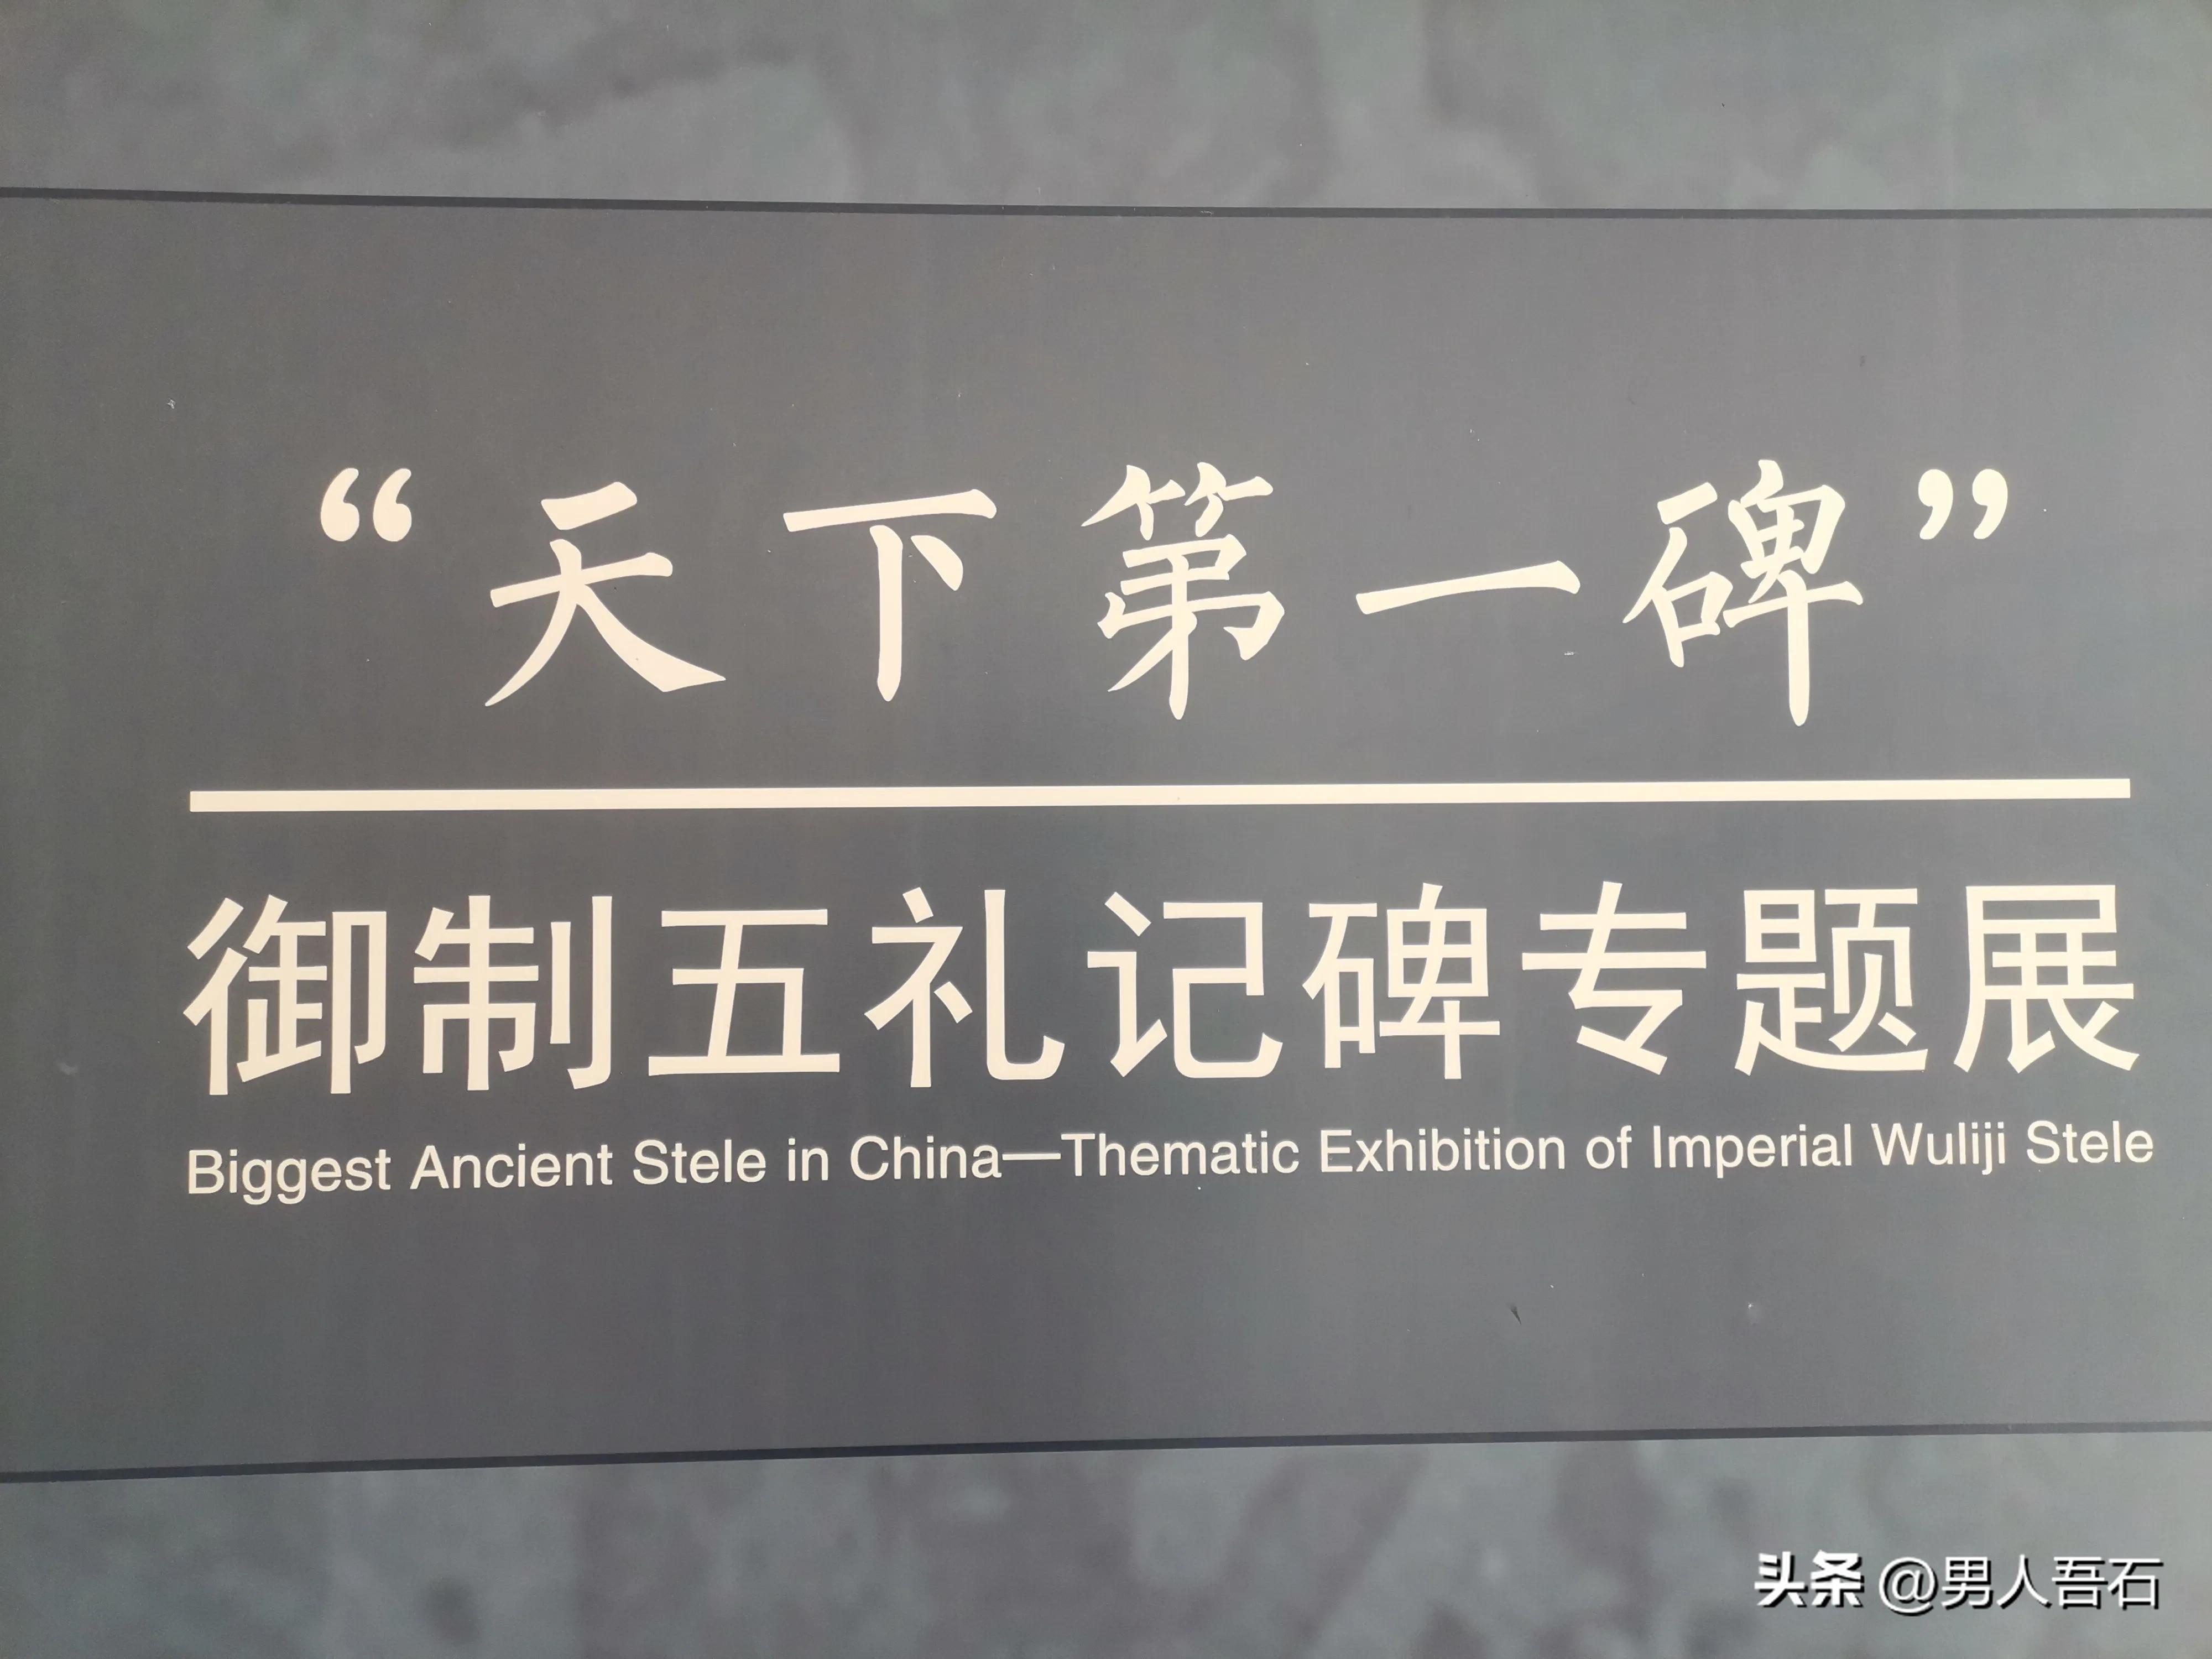 “天下第一碑”
御制五礼记碑专题展
Biggest Ancient Stele in China—Thematic Exhibition of Imperial Wuliji Stele
头条 @男人吾石